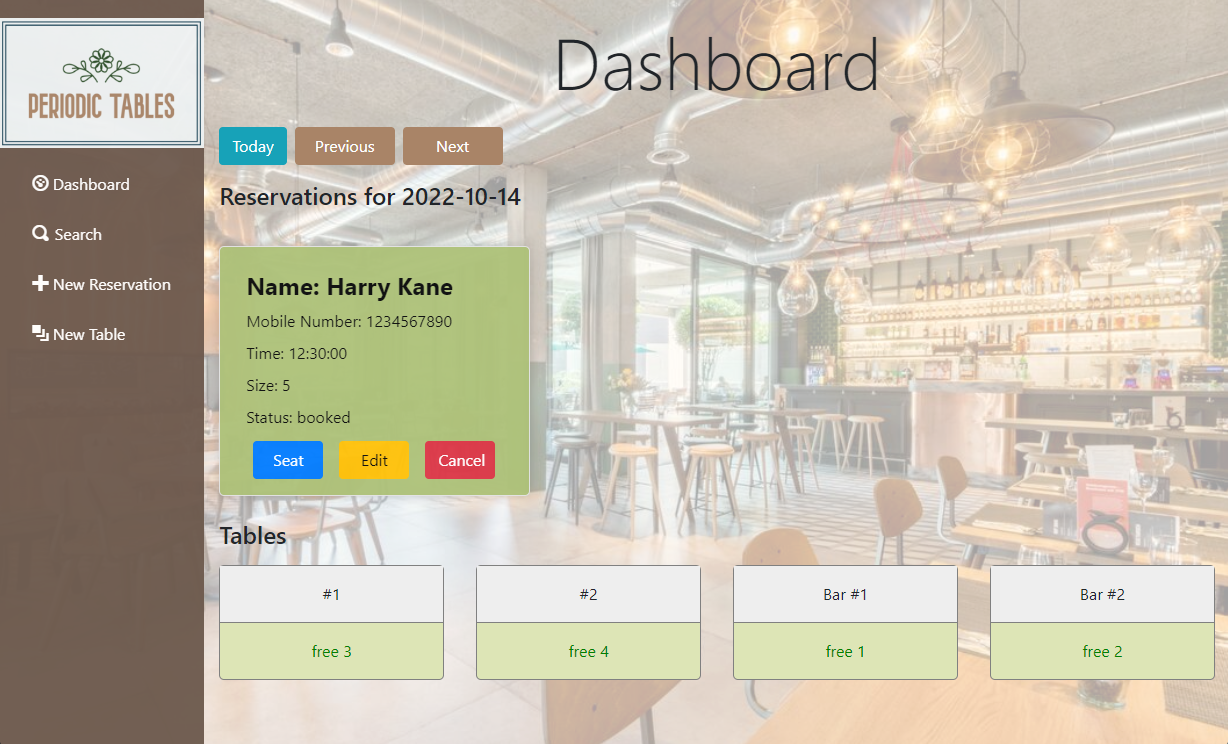 PERIODIC TABLES
Dashboard
Search
New Reservation
New Table
Dashboard
Today Previous Next
Reservations for 2022-10-14
Name: Harry Kane
Mobile Number: 1234567890
Time: 12:30:00
Size: 5
Status: booked
Seat Edit Cancel
Tables
#1 #2 Bar #1 Bar #2
free 3 free 4 free 1 free 2